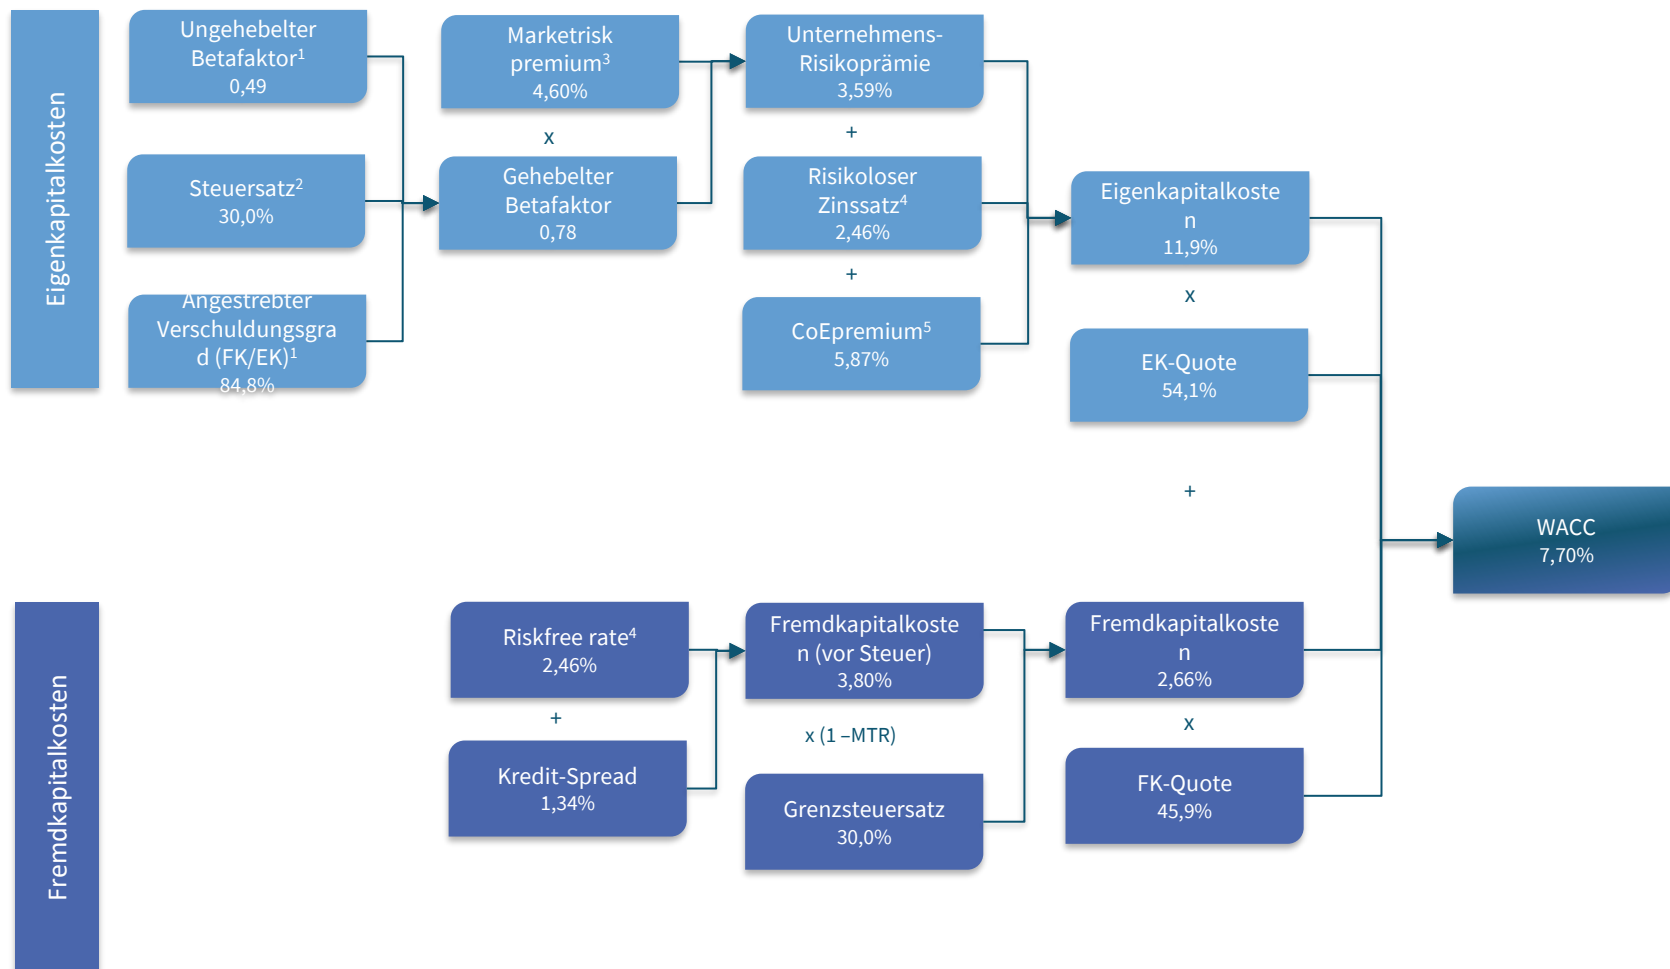 Eigenkapitalkosten
Ungehebelter
Betafaktor¹
0,49
Steuersatz²
30,0%
Angestrebter
Verschuldungsgra
d (FK/EK)¹
84,8%
Marketrisk
premium³
4,60%
x
Gehebelter
Betafaktor
0,78
Unternehmens-
Risikoprämie
3,59%
+
Risikoloser
Zinssatz⁴
2,46%
+
CoEpremium⁵
5,87%
Eigenkapitalkoste
n
11,9%
x
EK-Quote
54,1%
+
WACC
7,70%
Fremdkapitalkosten
Riskfree rate⁴
2,46%
+
Kredit-Spread
1,34%
Fremdkapitalkoste
n (vor Steuer)
3,80%
x (1 –MTR)
Grenzsteuersatz
30,0%
Fremdkapitalkoste
n
2,66%
x
FK-Quote
45,9%